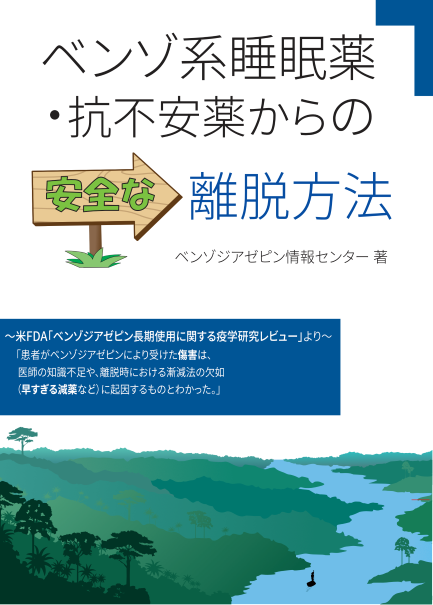 ベンゾ系睡眠薬
・抗不安薬からの
安全な 離脱方法
ベンゾジアゼピン情報センター 著
～米FDA「ベンゾジアゼピン長期使用に関する疫学研究レビュー」より～
「患者がベンゾジアゼピンにより受けた傷害は、
医師の知識不足や、離脱時における漸減法の欠如
（早すぎる減薬など）に起因するものとわかった。」